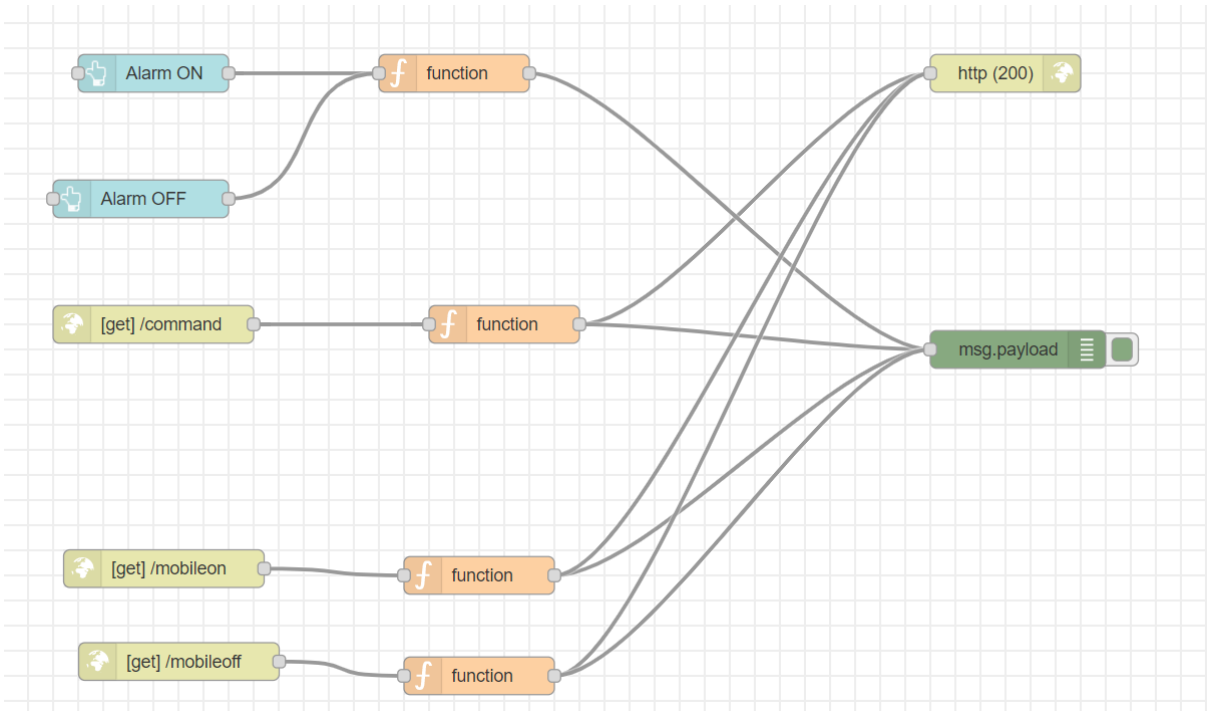 Alarm ON
function
http (200)
Alarm OFF
[get] /command
function
msg.payload
[get] /mobileon
function
[get] /mobileoff
function